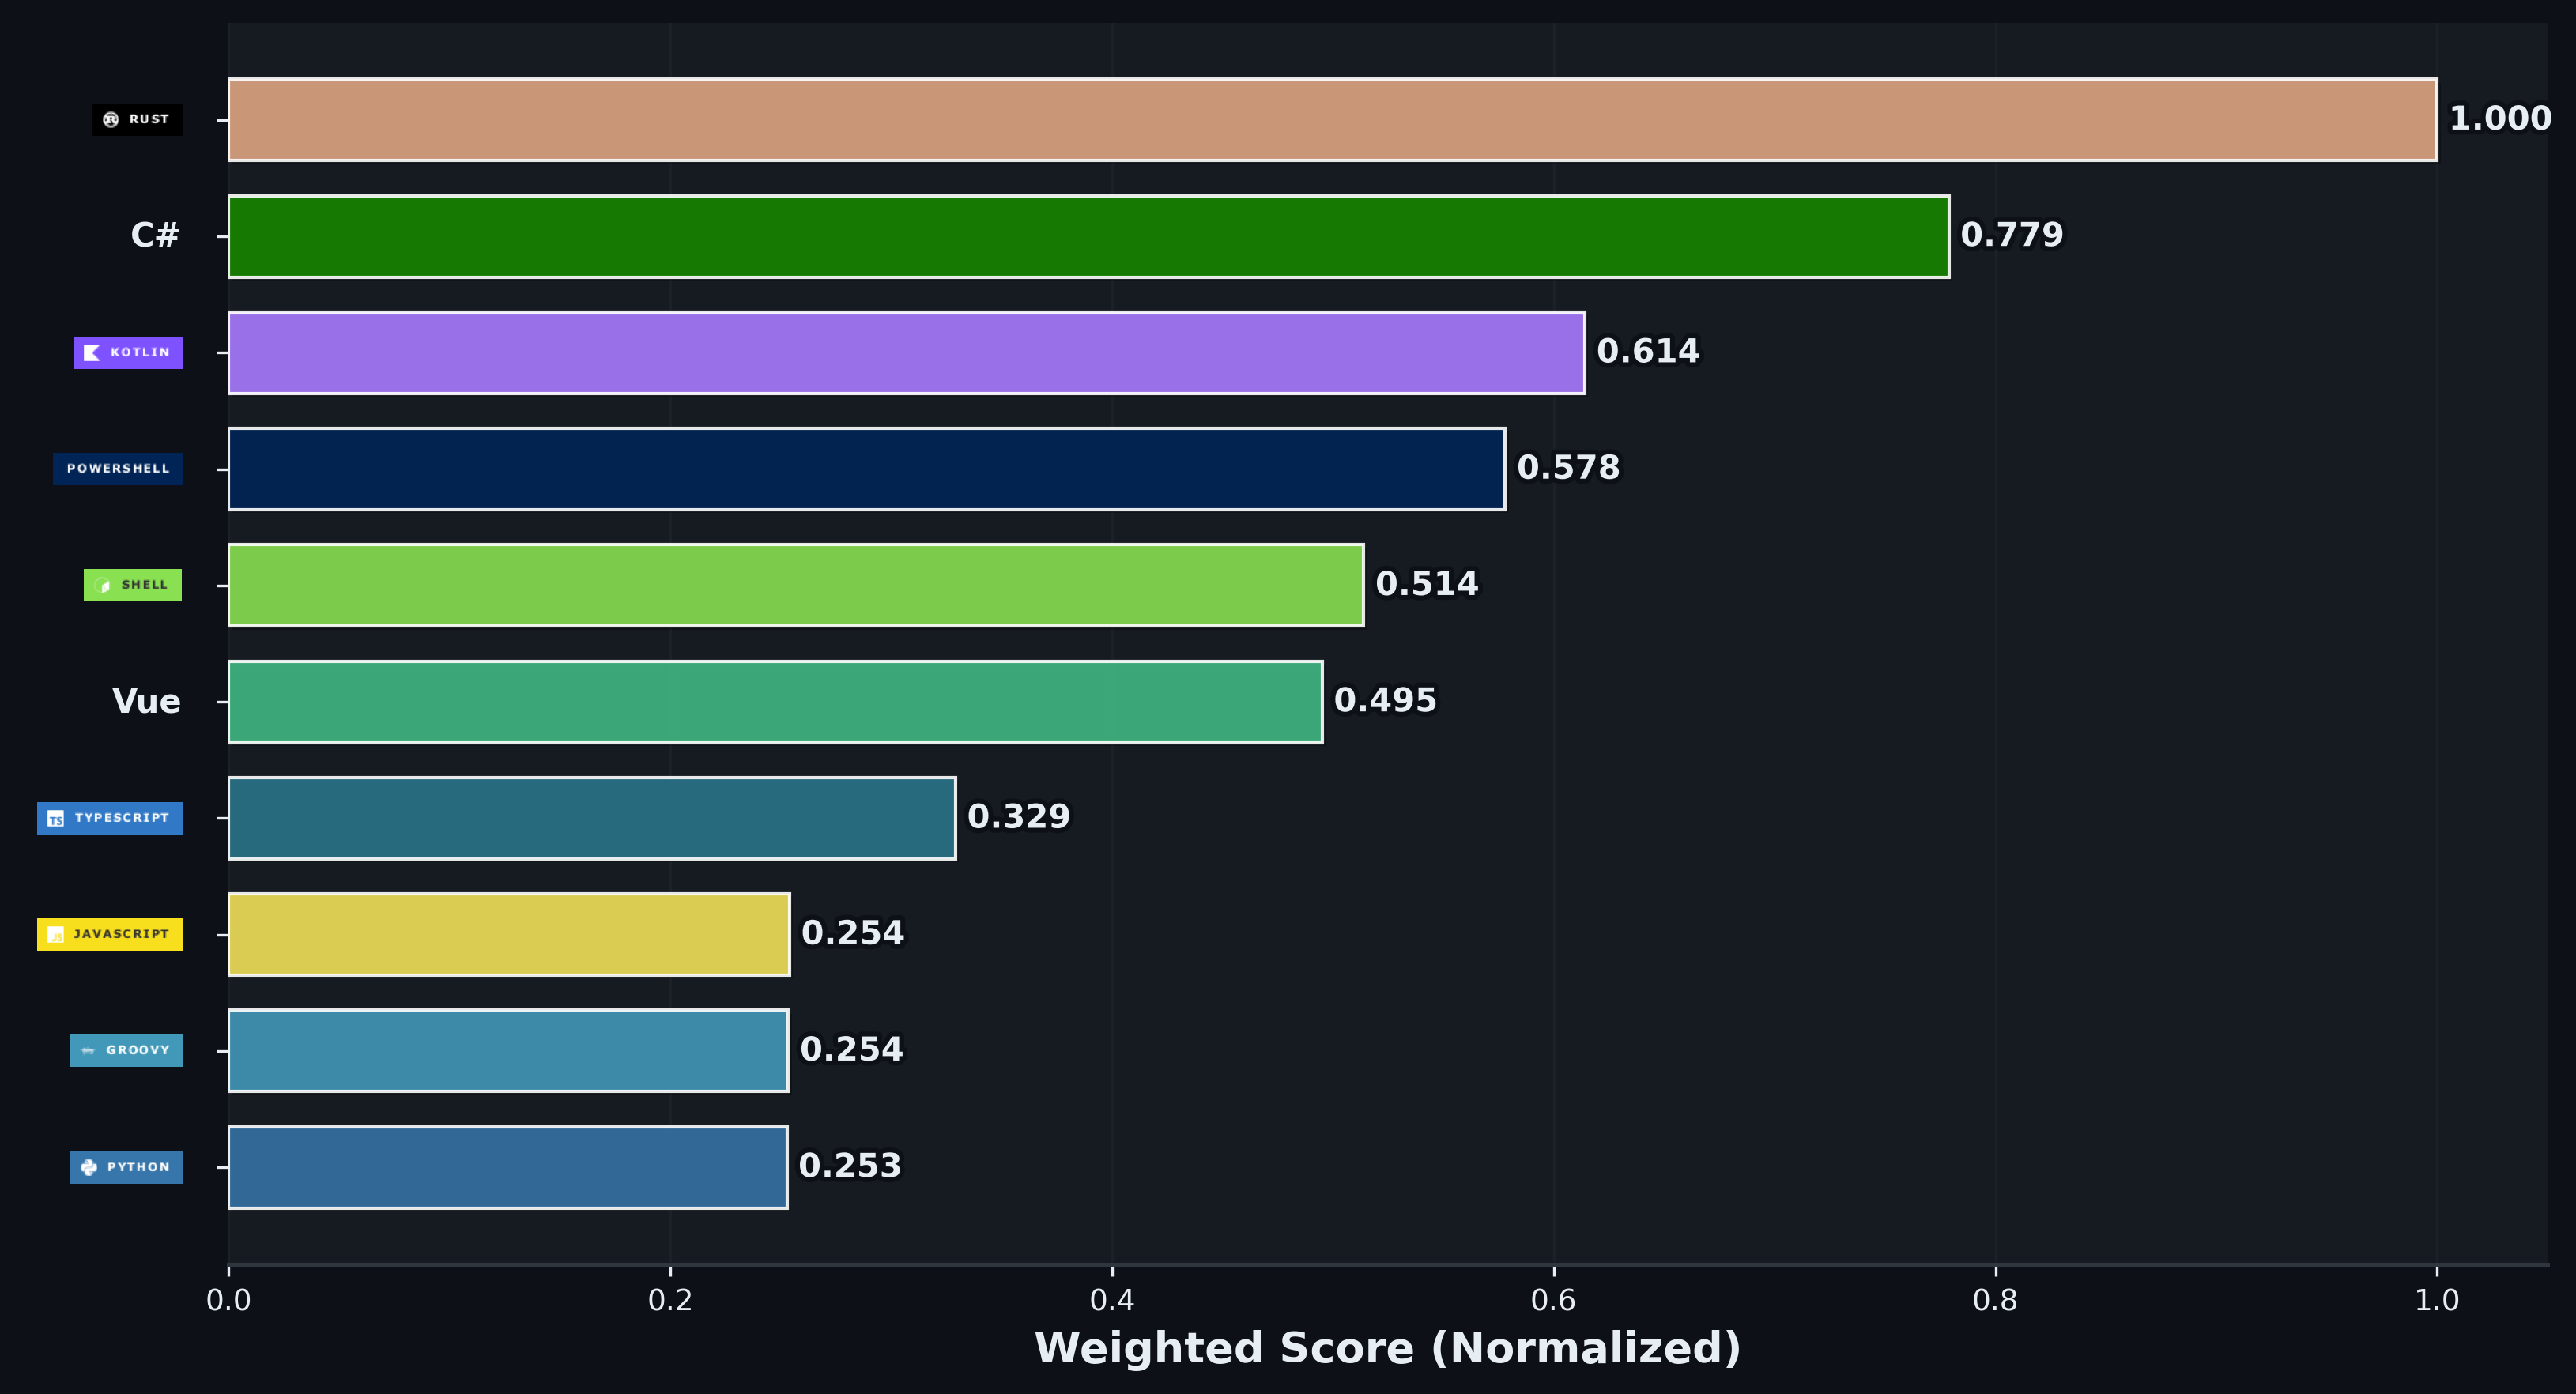 RUST 1.000
C# 0.779
KOTLIN 0.614
POWERSHELL 0.578
SHELL 0.514
Vue 0.495
TS TYPESCRIPT 0.329
JS JAVASCRIPT 0.254
GROOVY 0.254
PYTHON 0.253
0.0 0.2 0.4 0.6 0.8 1.0
Weighted Score (Normalized)